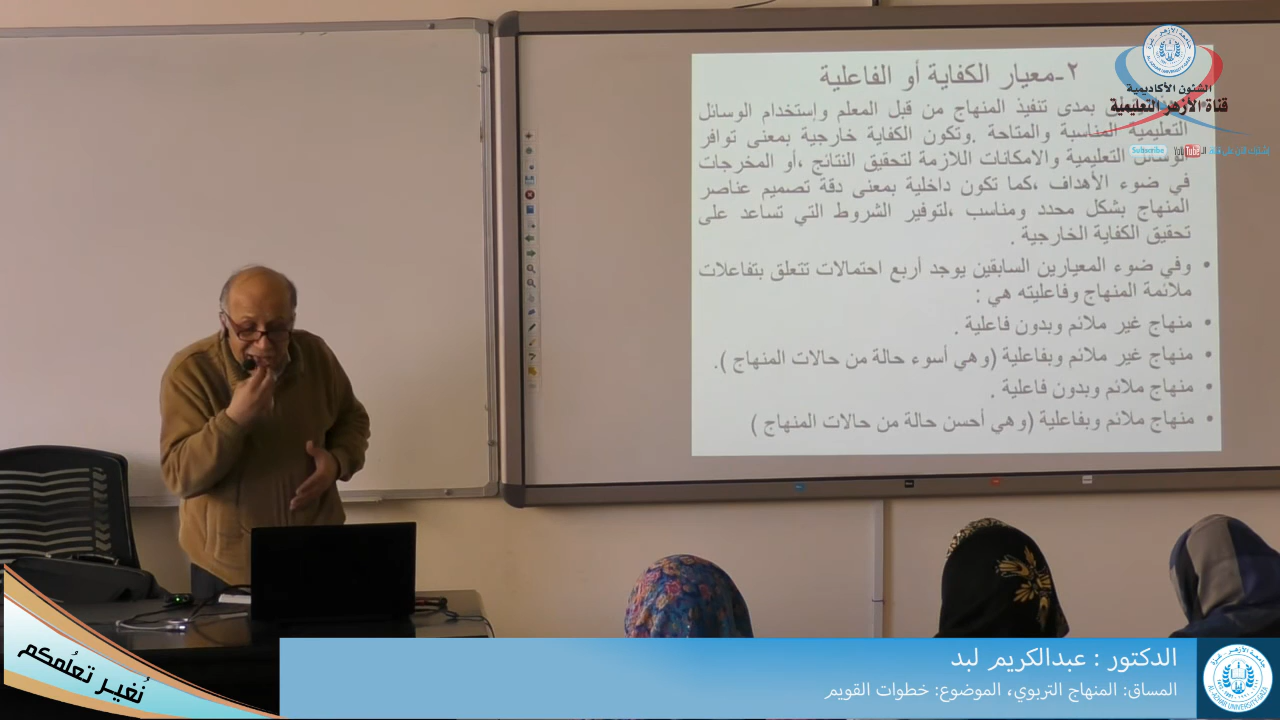 ٢-معيار الكفاية أو الفاعلية
بمدى تنفيذ المنهاج من قبل المعلم وإستخدام الوسائل
التعليمية المناسبة والمتاحة .وتكون الكفاية خارجية بمعنى توافر
الوسائل التعليمية والامكانات اللازمة لتحقيق النتائج ،أو المخرجات
في ضوء الأهداف ،كما تكون داخلية بمعنى دقة تصميم عناصر
المنهاج بشكل محدد ومناسب ،لتوفير الشروط التي تساعد على
تحقيق الكفاية الخارجية .
• وفي ضوء المعيارين السابقين يوجد أربع احتمالات تتعلق بتفاعلات
ملائمة المنهاج وفاعليته هي :
• منهاج غير ملائم وبدون فاعلية .
• منهاج غير ملائم وبفاعلية (وهي أسوء حالة من حالات المنهاج ).
• منهاج ملائم وبدون فاعلية .
• منهاج ملائم وبفاعلية (وهي أحسن حالة من حالات المنهاج )
الشئون الأكاديمية
قناة الأزهر التعليمية
Subscribe
YouTube
نُغير تعلُمكم
الدكتور : عبدالكريم لبد
المساق: المنهاج التربوي، الموضوع: خطوات القويم